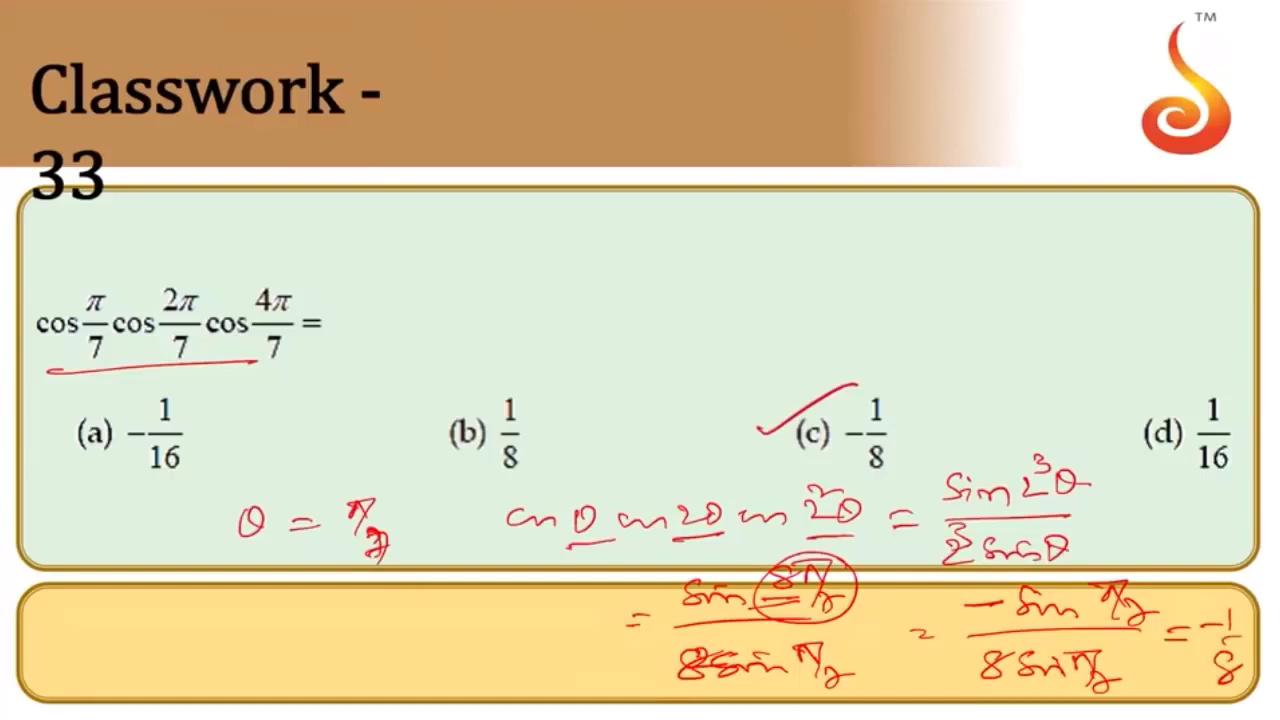 TM
Classwork -
33
cos π/7 cos 2π/7 cos 4π/7 =
(a) -1/16 (b) 1/8 (c) -1/8 (d) 1/16
θ = π/7 cos θ cos 2θ cos 2²θ = sin 2³θ / 2³ sin θ
= sin 8π/7 / 8 sin π/7 = - sin π/7 / 8 sin π/7 = -1/8